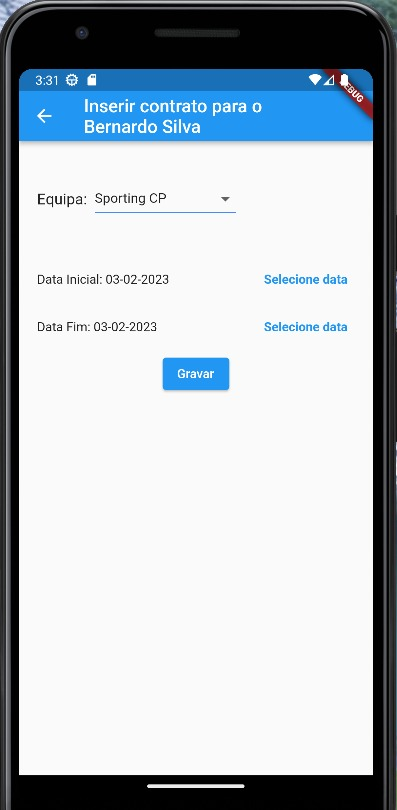 3:31
DEBUG
Inserir contrato para o
Bernardo Silva
Equipa: Sporting CP
Data Inicial: 03-02-2023 Selecione data
Data Fim: 03-02-2023 Selecione data
Gravar